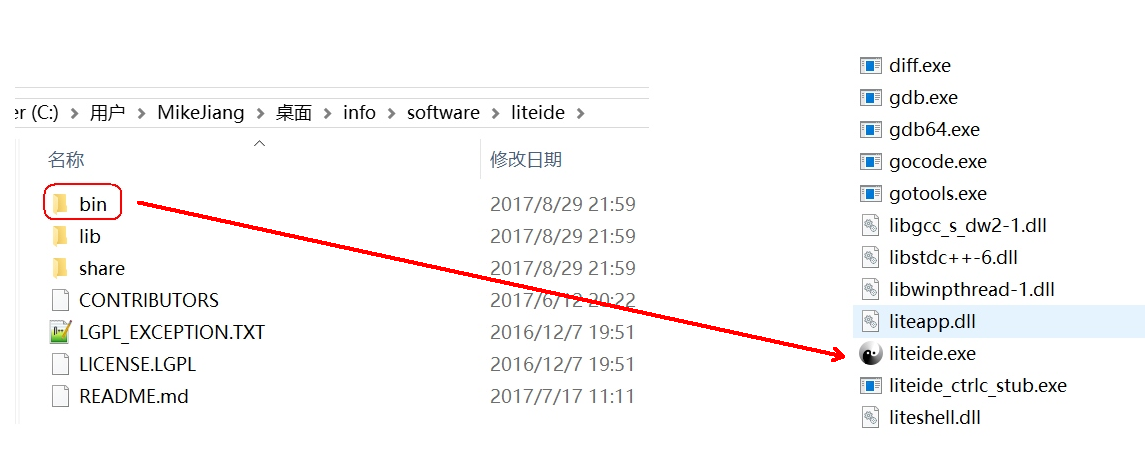 er (C:) > 用户 > MikeJiang > 桌面 > info > software > liteide >
名称 修改日期
bin 2017/8/29 21:59
lib 2017/8/29 21:59
share 2017/8/29 21:59
CONTRIBUTORS 2017/6/12 20:22
LGPL_EXCEPTION.TXT 2016/12/7 19:51
LICENSE.LGPL 2016/12/7 19:51
README.md 2017/7/17 11:11
diff.exe
gdb.exe
gdb64.exe
gocode.exe
gotools.exe
libgcc_s_dw2-1.dll
libstdc++-6.dll
libwinpthread-1.dll
liteapp.dll
liteide.exe
liteide_ctrlc_stub.exe
liteshell.dll